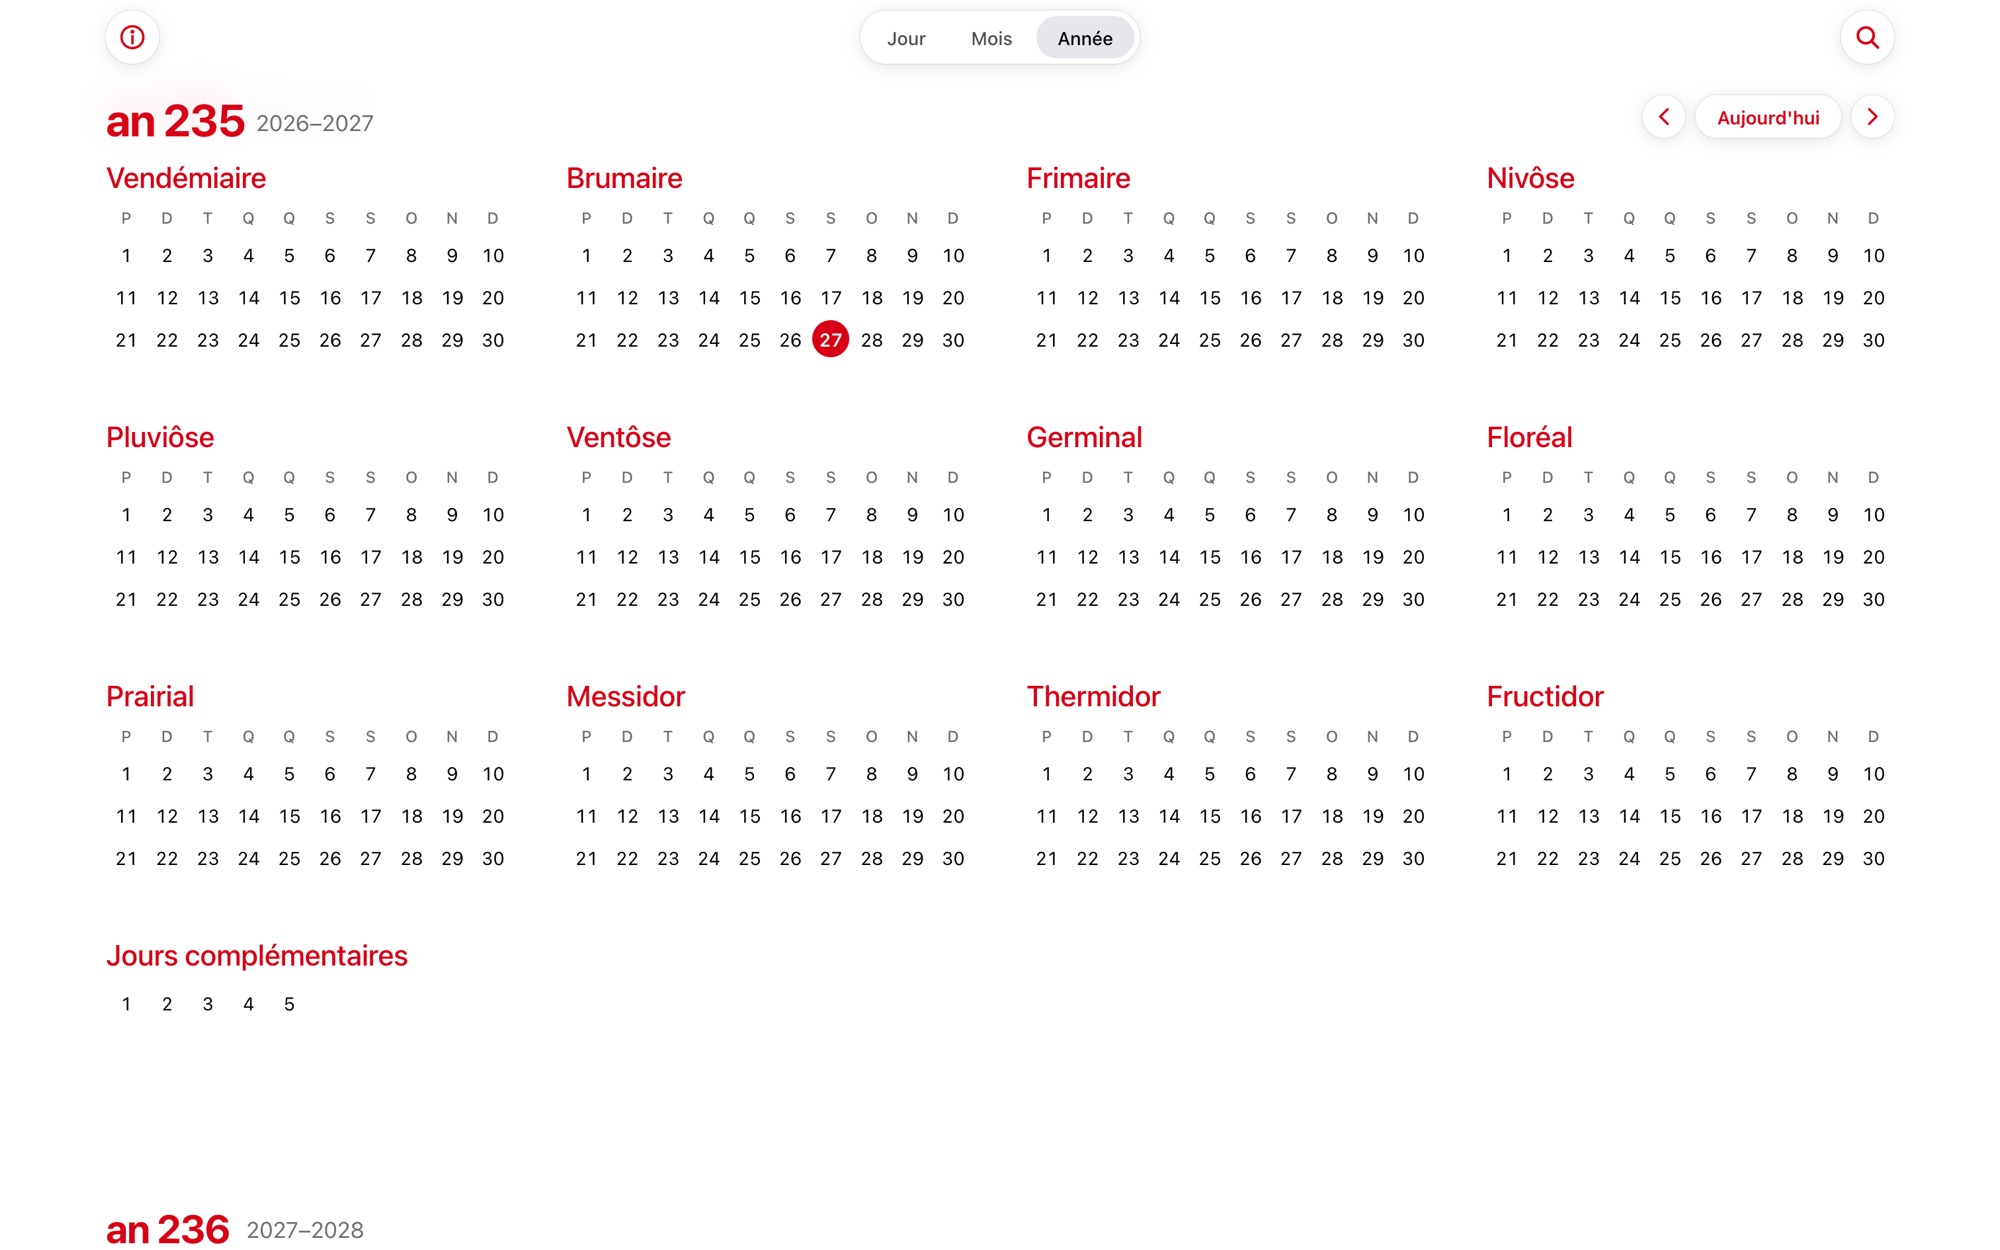 Jour Mois Année
an 235 2026–2027
Aujourd'hui
Vendémiaire
P D T Q Q S S O N D
1 2 3 4 5 6 7 8 9 10
11 12 13 14 15 16 17 18 19 20
21 22 23 24 25 26 27 28 29 30
Brumaire
P D T Q Q S S O N D
1 2 3 4 5 6 7 8 9 10
11 12 13 14 15 16 17 18 19 20
21 22 23 24 25 26 27 28 29 30
Frimaire
P D T Q Q S S O N D
1 2 3 4 5 6 7 8 9 10
11 12 13 14 15 16 17 18 19 20
21 22 23 24 25 26 27 28 29 30
Nivôse
P D T Q Q S S O N D
1 2 3 4 5 6 7 8 9 10
11 12 13 14 15 16 17 18 19 20
21 22 23 24 25 26 27 28 29 30
Pluviôse
P D T Q Q S S O N D
1 2 3 4 5 6 7 8 9 10
11 12 13 14 15 16 17 18 19 20
21 22 23 24 25 26 27 28 29 30
Ventôse
P D T Q Q S S O N D
1 2 3 4 5 6 7 8 9 10
11 12 13 14 15 16 17 18 19 20
21 22 23 24 25 26 27 28 29 30
Germinal
P D T Q Q S S O N D
1 2 3 4 5 6 7 8 9 10
11 12 13 14 15 16 17 18 19 20
21 22 23 24 25 26 27 28 29 30
Floréal
P D T Q Q S S O N D
1 2 3 4 5 6 7 8 9 10
11 12 13 14 15 16 17 18 19 20
21 22 23 24 25 26 27 28 29 30
Prairial
P D T Q Q S S O N D
1 2 3 4 5 6 7 8 9 10
11 12 13 14 15 16 17 18 19 20
21 22 23 24 25 26 27 28 29 30
Messidor
P D T Q Q S S O N D
1 2 3 4 5 6 7 8 9 10
11 12 13 14 15 16 17 18 19 20
21 22 23 24 25 26 27 28 29 30
Thermidor
P D T Q Q S S O N D
1 2 3 4 5 6 7 8 9 10
11 12 13 14 15 16 17 18 19 20
21 22 23 24 25 26 27 28 29 30
Fructidor
P D T Q Q S S O N D
1 2 3 4 5 6 7 8 9 10
11 12 13 14 15 16 17 18 19 20
21 22 23 24 25 26 27 28 29 30
Jours complémentaires
1 2 3 4 5
an 236 2027–2028